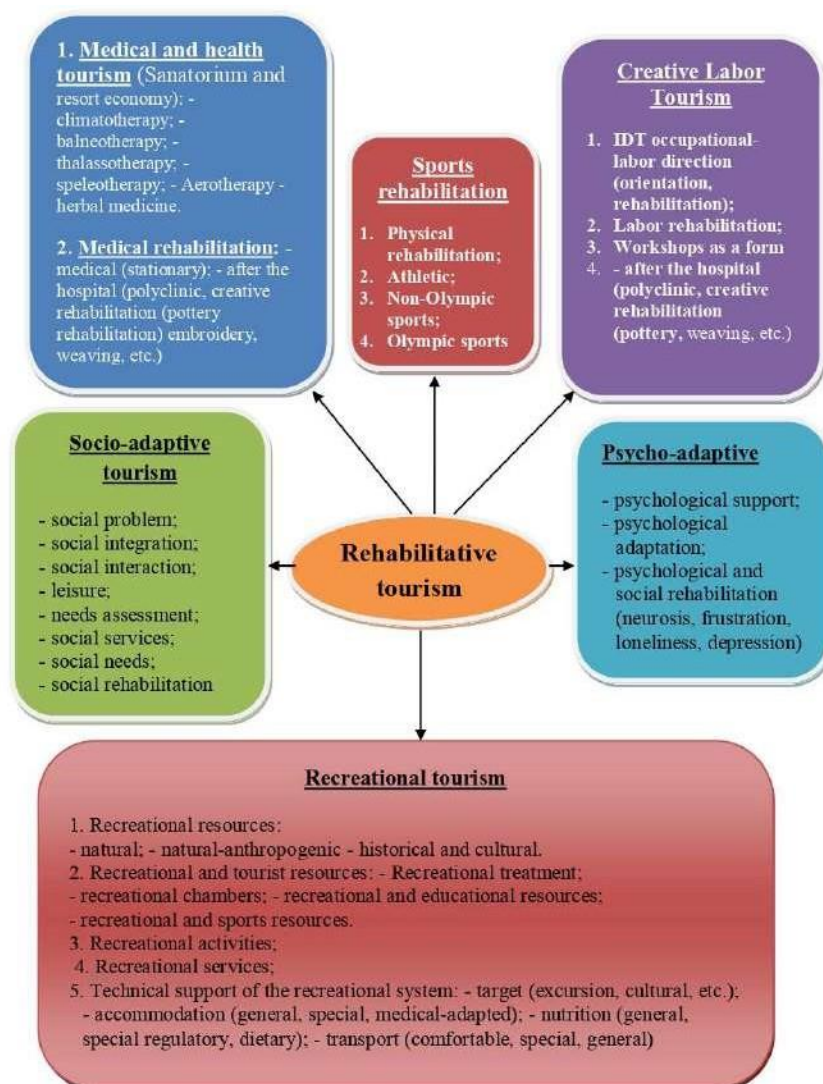 1. Medical and health
tourism (Sanatorium and
resort economy): -
climatotherapy; -
balneotherapy; -
thalassotherapy; -
speleotherapy; - Aerotherapy -
herbal medicine.
2. Medical rehabilitation: -
medical (stationary); - after the
hospital (polyclinic, creative
rehabilitation (pottery
rehabilitation) embroidery,
weaving, etc.)
Sports
rehabilitation
1. Physical
rehabilitation;
2. Athletic;
3. Non-Olympic
sports;
4. Olympic sports
Creative Labor
Tourism
1. IDT occupational-
labor direction
(orientation,
rehabilitation);
2. Labor rehabilitation;
3. Workshops as a form
4. - after the hospital
(polyclinic, creative
rehabilitation
(pottery, weaving, etc.)
Socio-adaptive
tourism
- social problem;
- social integration;
- social interaction;
- leisure;
- needs assessment;
- social services;
- social needs;
- social rehabilitation
Rehabilitative
tourism
Psycho-adaptive
- psychological support;
- psychological
adaptation;
- psychological and
social rehabilitation
(neurosis, frustration,
loneliness, depression)
Recreational tourism
1. Recreational resources:
- natural; - natural-anthropogenic - historical and cultural.
2. Recreational and tourist resources: - Recreational treatment;
- recreational chambers; - recreational and educational resources;
- recreational and sports resources.
3. Recreational activities;
4. Recreational services;
5. Technical support of the recreational system: - target (excursion, cultural, etc.);
- accommodation (general, special, medical-adapted); - nutrition (general,
special regulatory, dietary); - transport (comfortable, special, general)